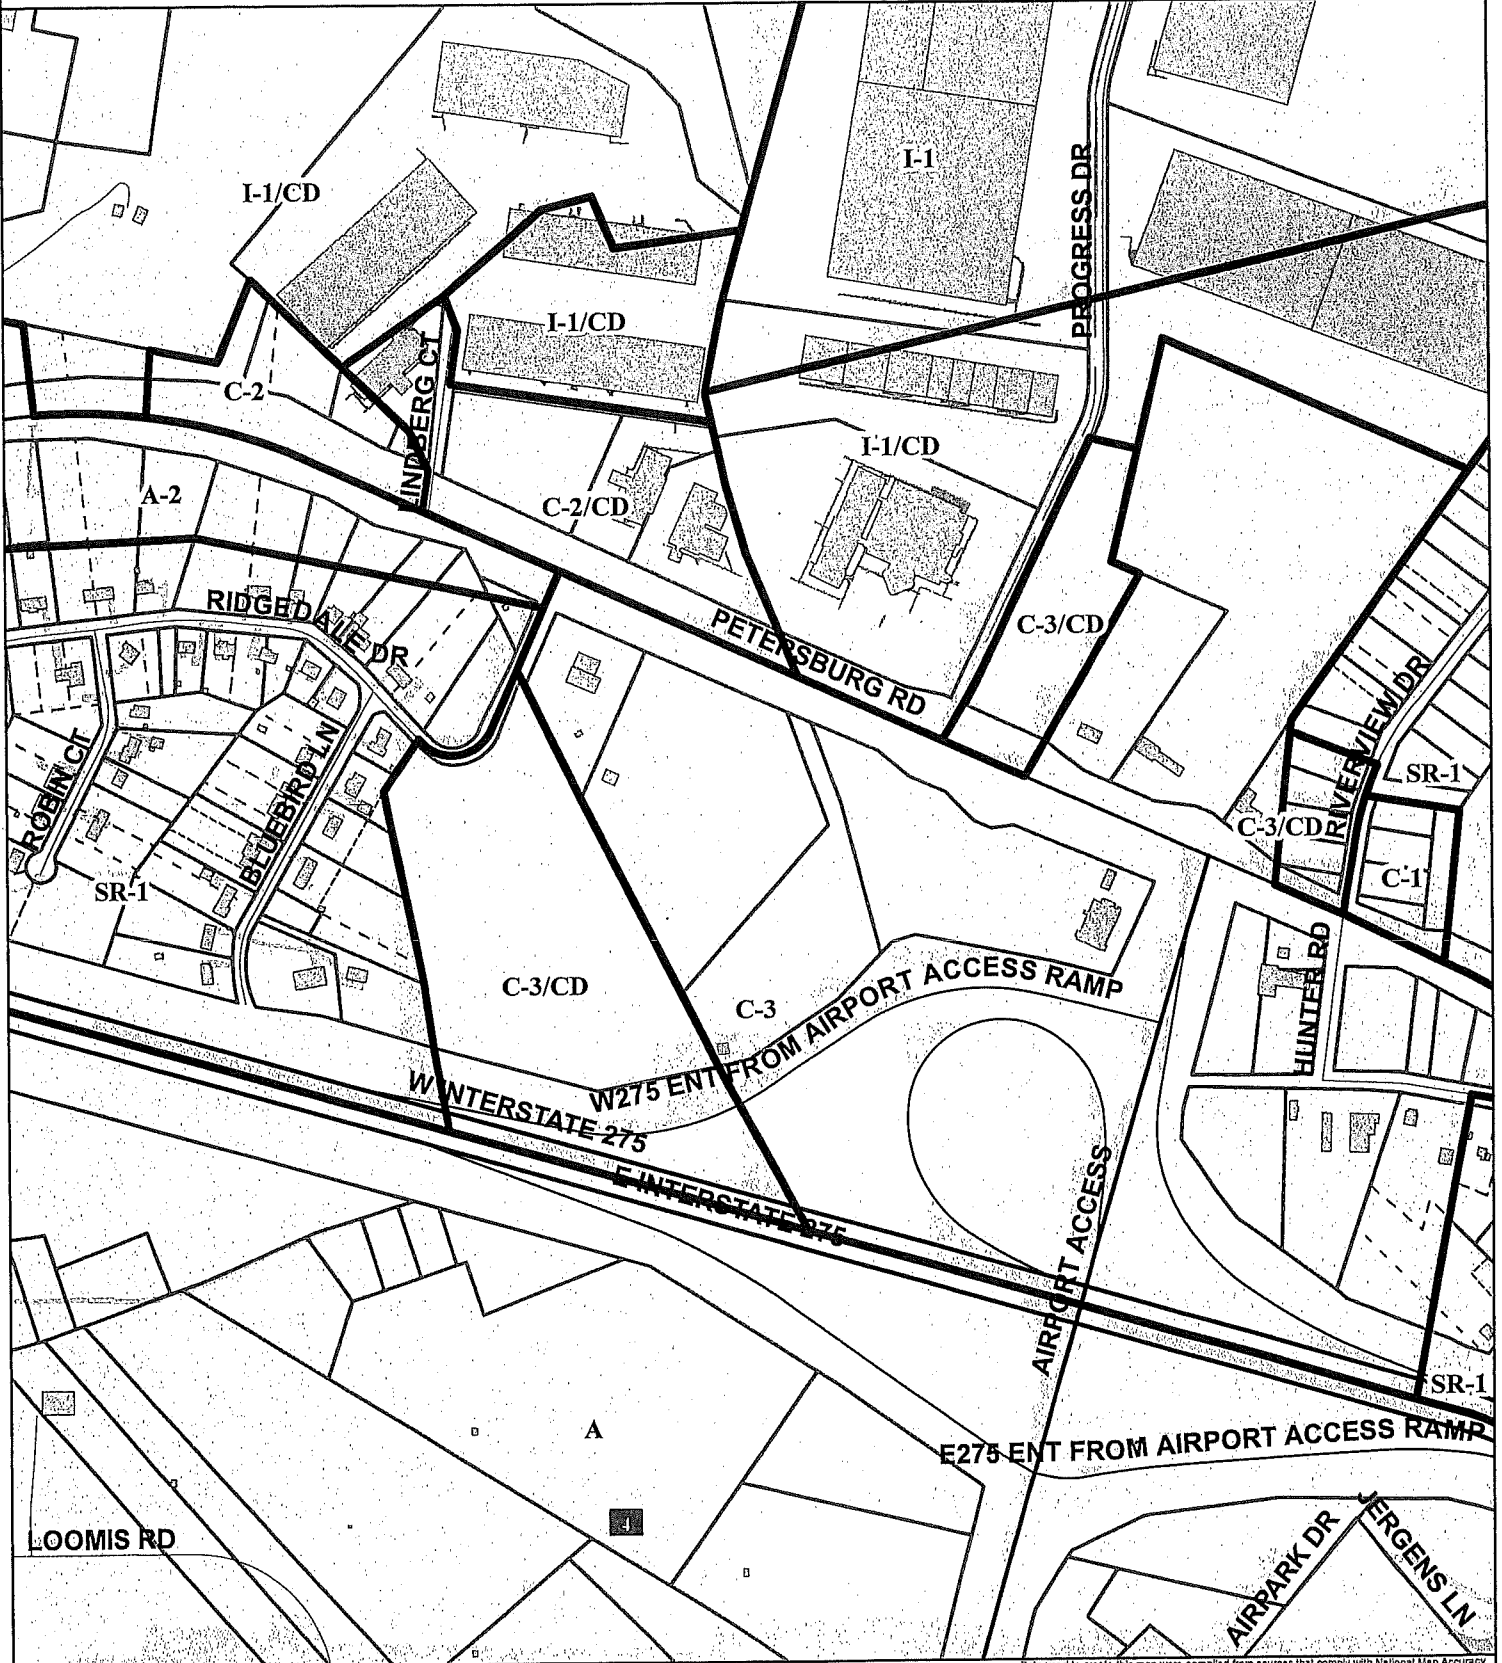 I-1
PROGRESS DR
I-1/CD
I-1/CD
LINDBERG CT
C-2
I-1/CD
A-2
C-2/CD
RIDGEDALE DR
PETERSBURG RD
C-3/CD
RIVERVIEW DR
SR-1
ROBIN CT
BLUEBIRD LN
C-3/CD
C-1
SR-1
HUNTER RD
C-3/CD
C-3
W275 ENT FROM AIRPORT ACCESS RAMP
W INTERSTATE 275
E INTERSTATE 275
AIRPORT ACCESS
SR-1
A
E275 ENT FROM AIRPORT ACCESS RAMP
4
LOOMIS RD
AIRPARK DR
JERGENS LN